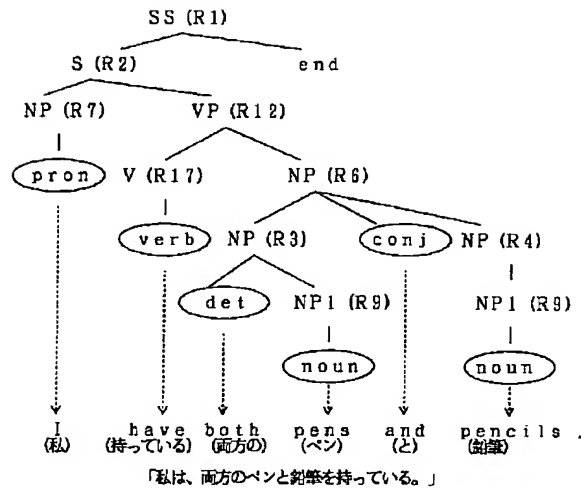 SS (R1)
S (R2) end
NP (R7) VP (R12)
pron V (R17) NP (R6)
verb NP (R3) conj NP (R4)
det NP1 (R9) NP1 (R9)
noun noun
I have both pens and pencils .
(私) (持っている) (両方の) (ペン) (と) (鉛筆)
「私は、両方のペンと鉛筆を持っている。」